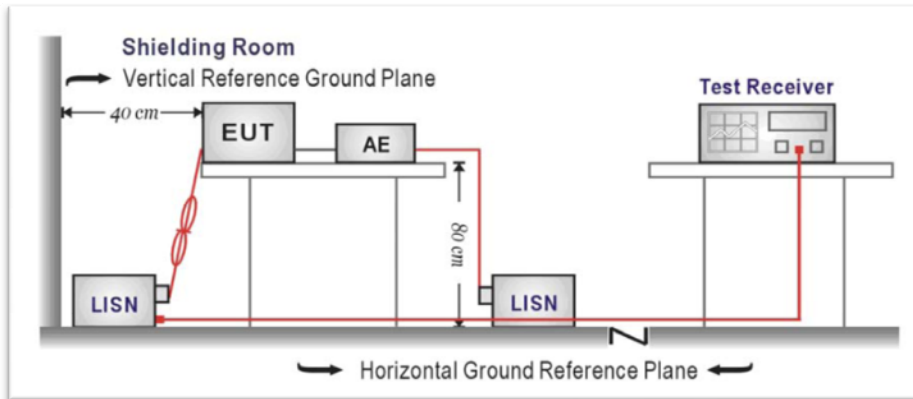 Shielding Room
Vertical Reference Ground Plane
40 cm
EUT
AE
Test Receiver
80 cm
LISN
LISN
Horizontal Ground Reference Plane